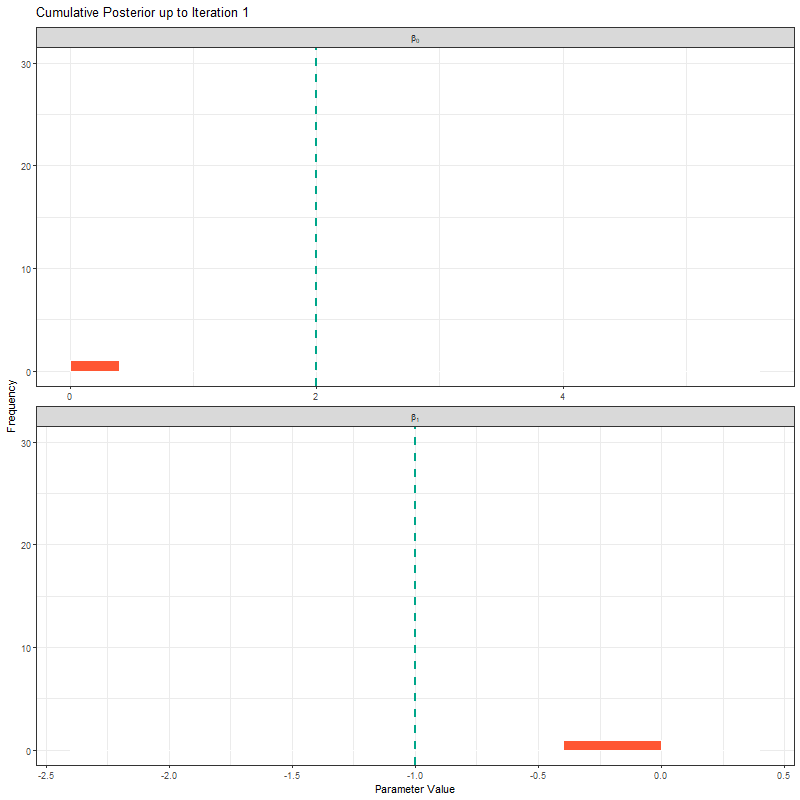 Cumulative Posterior up to Iteration 1
β₀
30
20
10
0
0 2 4
Frequency
β₁
30
20
10
0
-2.5 -2.0 -1.5 -1.0 -0.5 0.0 0.5
Parameter Value